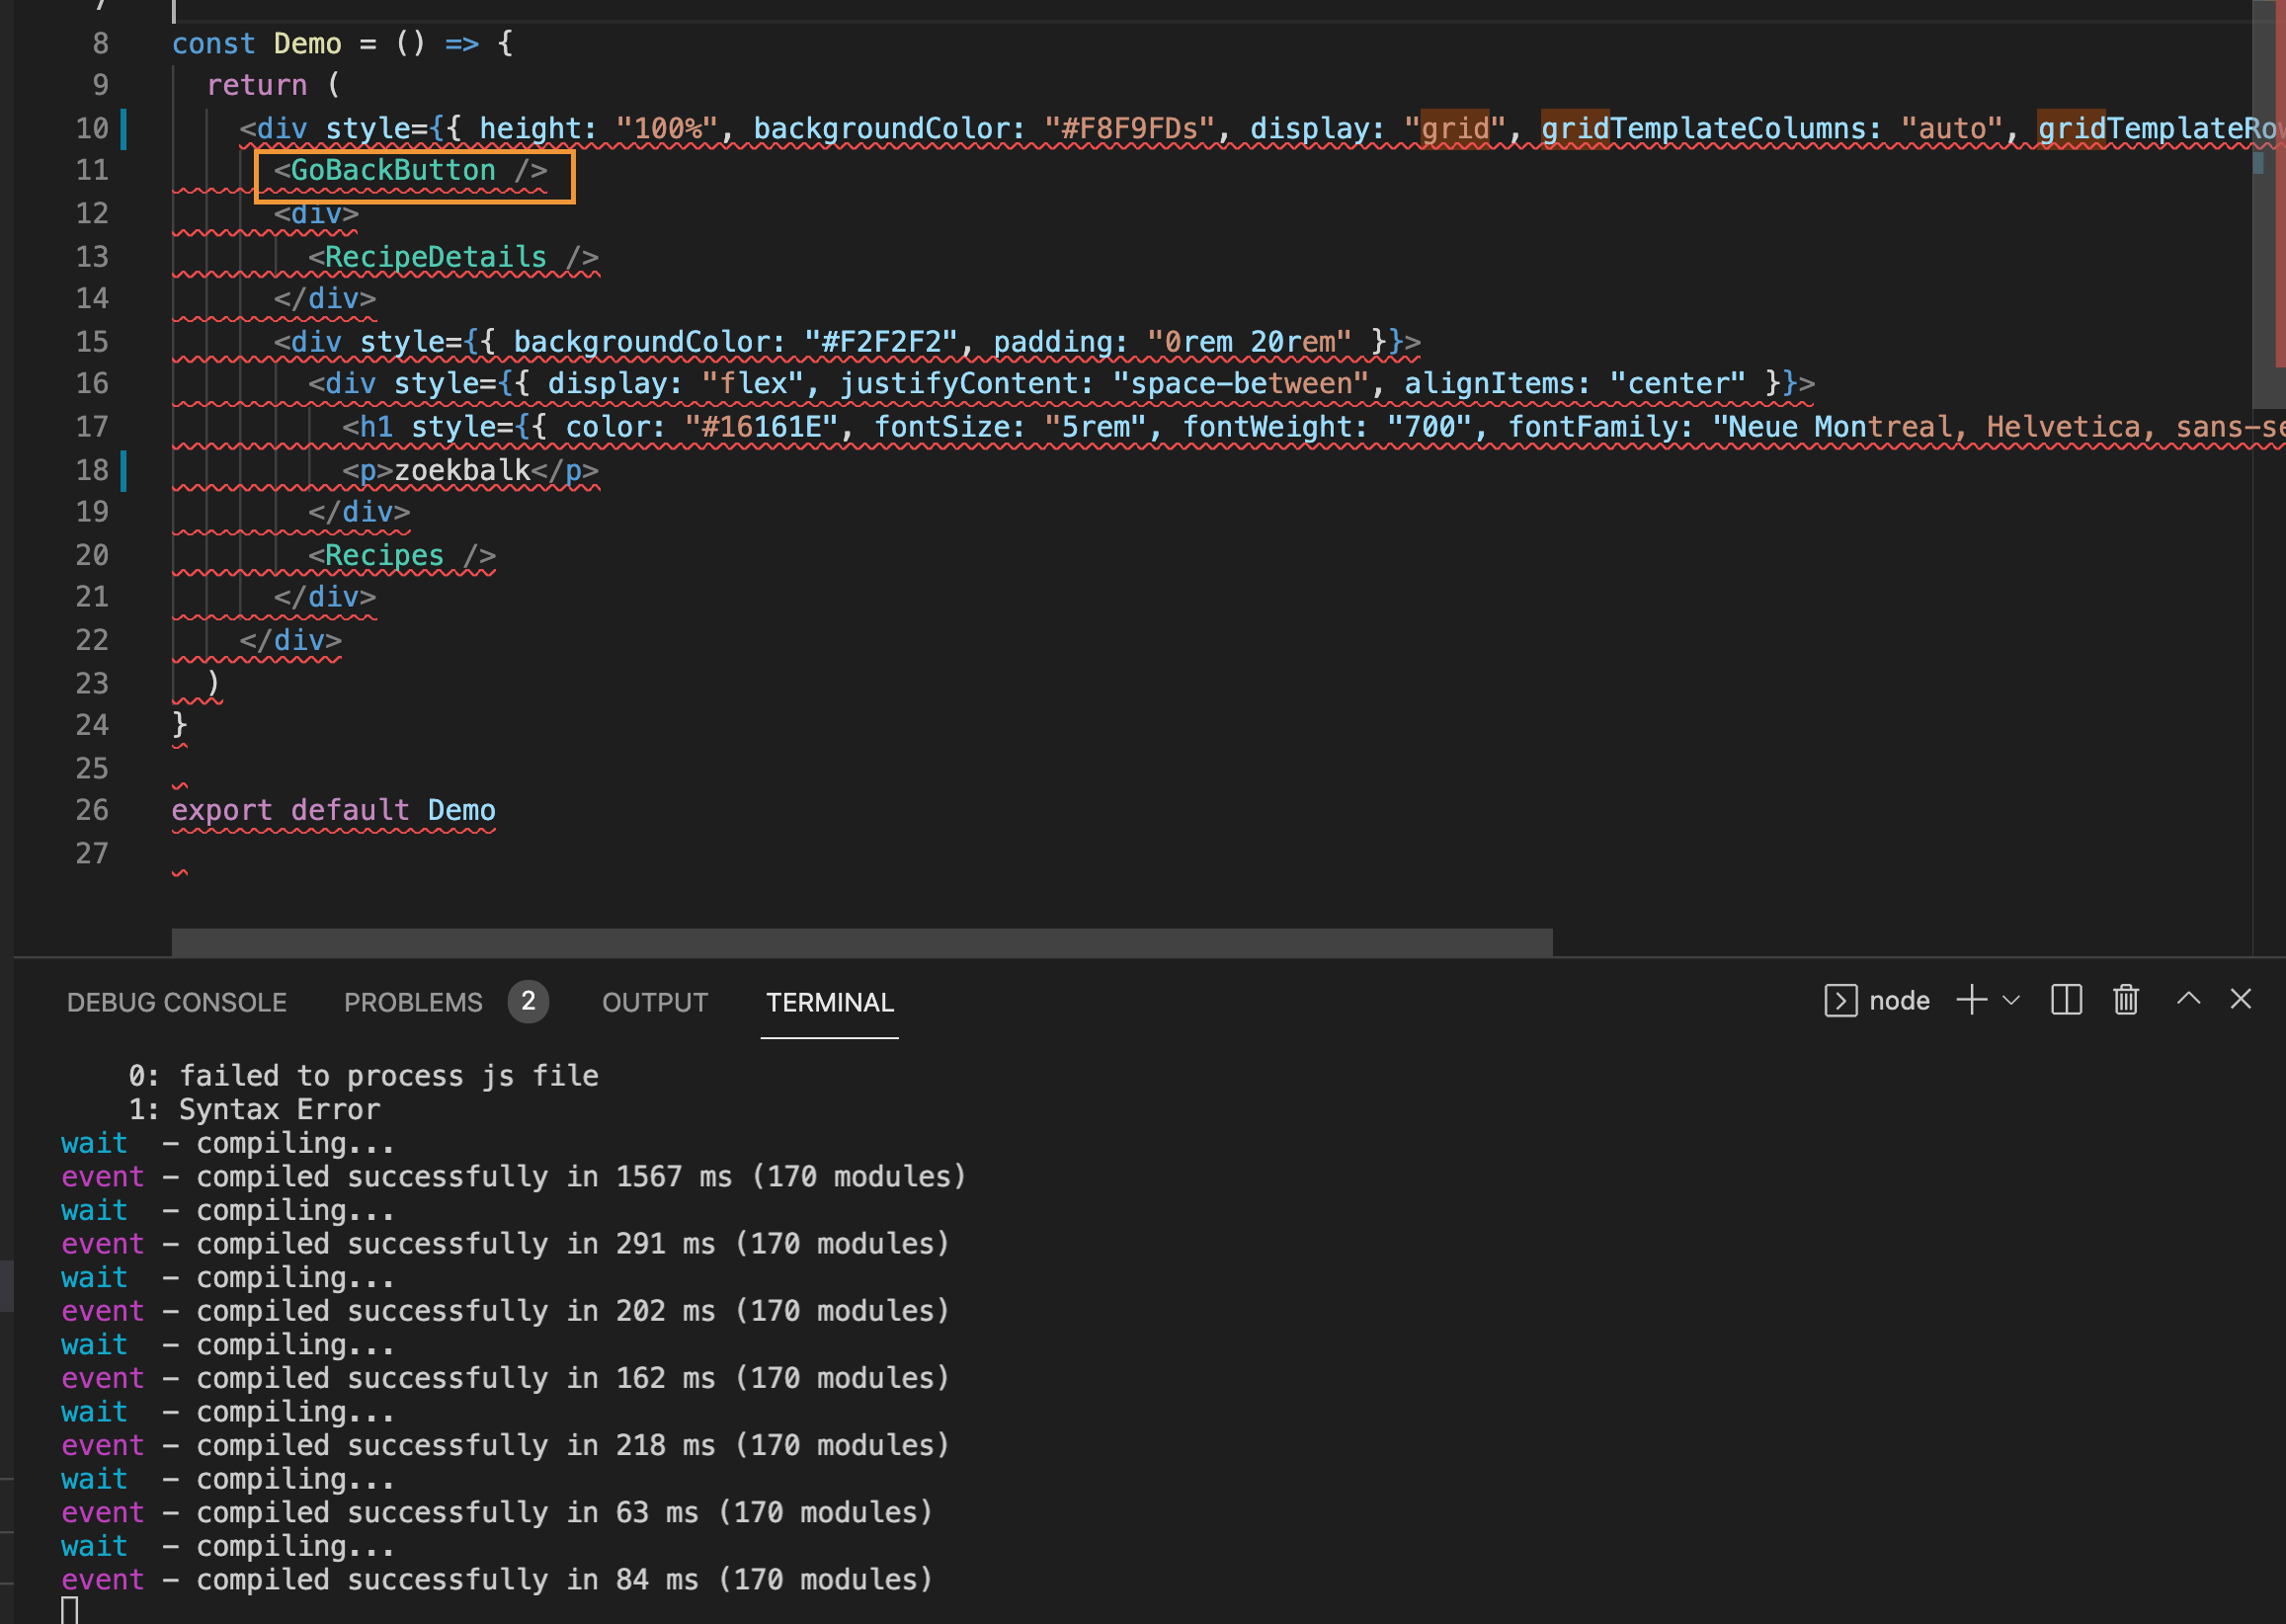 7
8 const Demo = () => {
9 return (
10 <div style={{ height: "100%", backgroundColor: "#F8F9FDs", display: "grid", gridTemplateColumns: "auto", gridTemplateRow
11 <GoBackButton />
12 <div>
13 <RecipeDetails />
14 </div>
15 <div style={{ backgroundColor: "#F2F2F2", padding: "0rem 20rem" }}>
16 <div style={{ display: "flex", justifyContent: "space-between", alignItems: "center" }}>
17 <h1 style={{ color: "#16161E", fontSize: "5rem", fontWeight: "700", fontFamily: "Neue Montreal, Helvetica, sans-se
18 <p>zoekbalk</p>
19 </div>
20 <Recipes />
21 </div>
22 </div>
23 )
24 }
25
26 export default Demo
27
DEBUG CONSOLE PROBLEMS 2 OUTPUT TERMINAL node
0: failed to process js file
1: Syntax Error
wait - compiling...
event - compiled successfully in 1567 ms (170 modules)
wait - compiling...
event - compiled successfully in 291 ms (170 modules)
wait - compiling...
event - compiled successfully in 202 ms (170 modules)
wait - compiling...
event - compiled successfully in 162 ms (170 modules)
wait - compiling...
event - compiled successfully in 218 ms (170 modules)
wait - compiling...
event - compiled successfully in 63 ms (170 modules)
wait - compiling...
event - compiled successfully in 84 ms (170 modules)